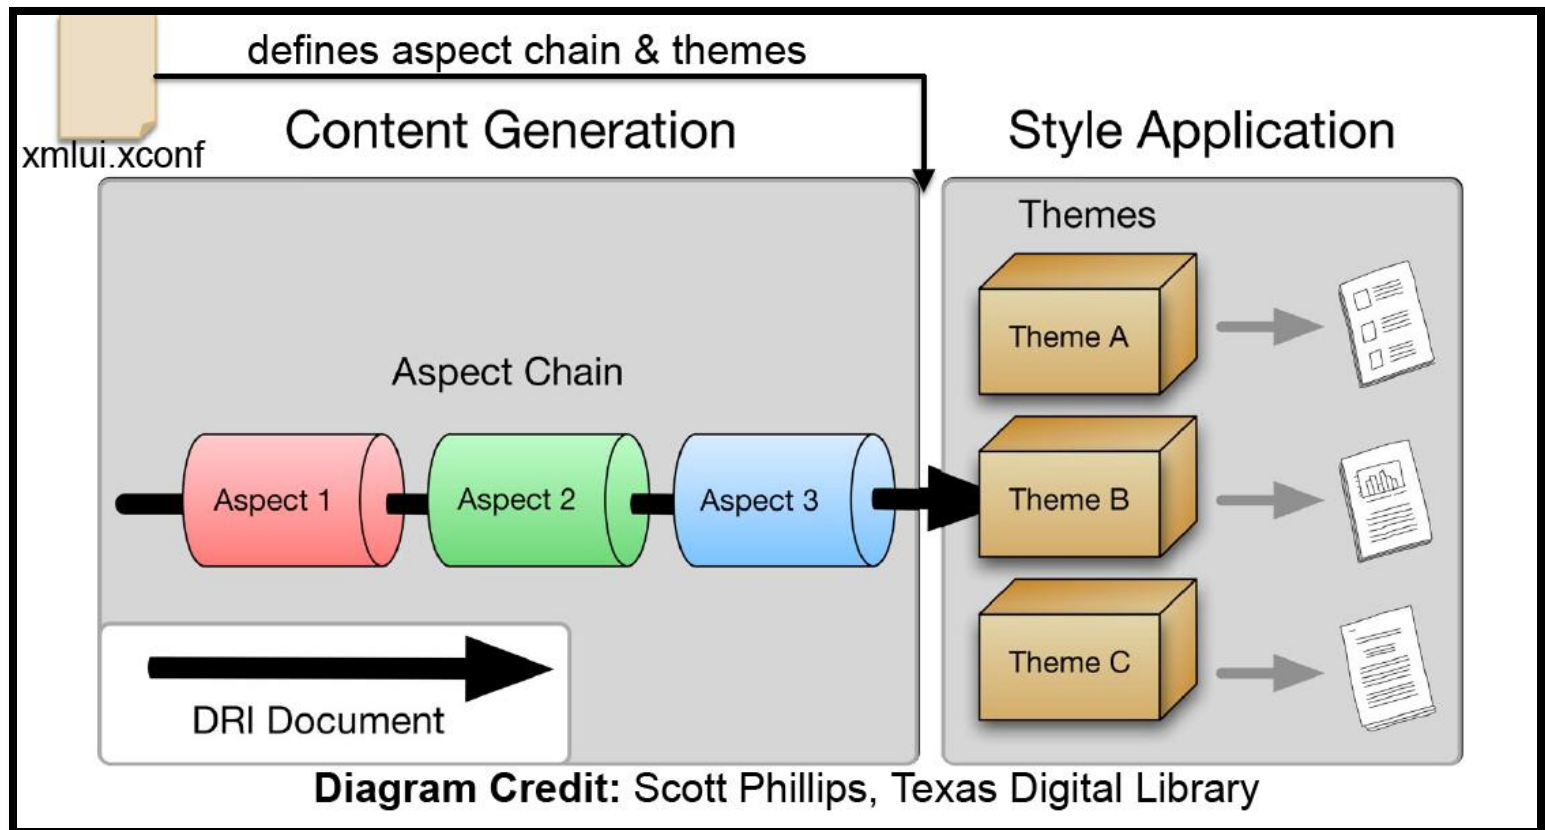 defines aspect chain & themes
xmlui.xconf
Content Generation
Style Application
Themes
Theme A
Aspect Chain
Aspect 1
Aspect 2
Aspect 3
Theme B
Theme C
DRI Document
Diagram Credit: Scott Phillips, Texas Digital Library